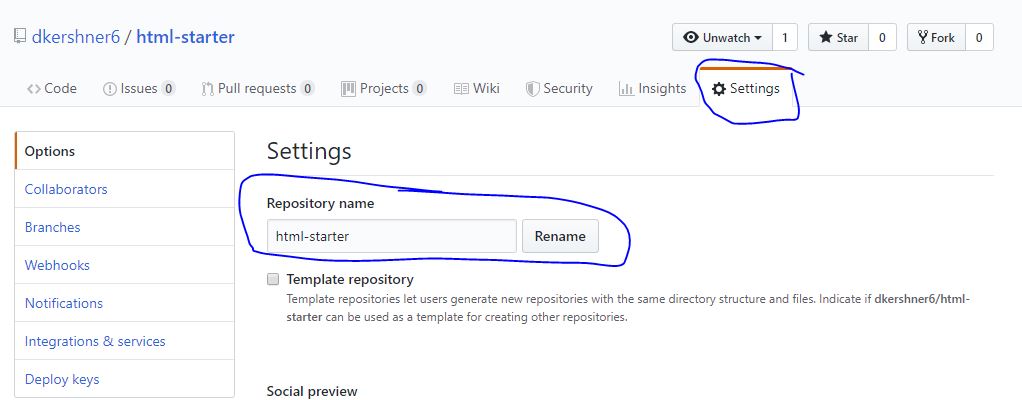 dkershner6 / html-starter
Unwatch 1 Star 0 Fork 0
Code Issues 0 Pull requests 0 Projects 0 Wiki Security Insights Settings
Options
Collaborators
Branches
Webhooks
Notifications
Integrations & services
Deploy keys
Settings
Repository name
html-starter Rename
Template repository
Template repositories let users generate new repositories with the same directory structure and files. Indicate if dkershner6/html-
starter can be used as a template for creating other repositories.
Social preview